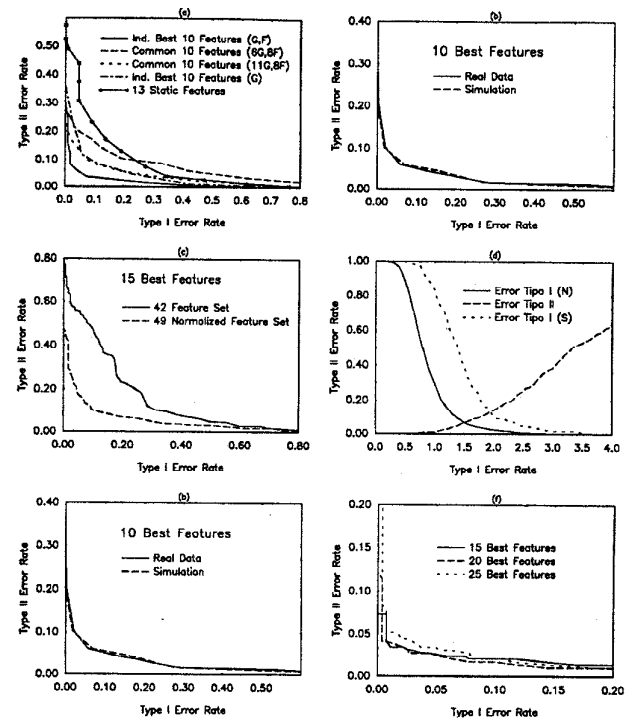 (a)
Type II Error Rate
0.60
0.50
0.40
0.30
0.20
0.10
0.00
Ind. Best 10 Features (G,F)
Common 10 Features (8G,8F)
Common 10 Features (11G,8F)
Ind. Best 10 Features (G)
13 Static Features
0.0 0.1 0.2 0.3 0.4 0.5 0.6 0.7 0.8
Type I Error Rate
(b)
Type II Error Rate
0.40
0.30
0.20
0.10
0.00
10 Best Features
Real Data
Simulation
0.00 0.10 0.20 0.30 0.40 0.50
Type I Error Rate
(c)
Type II Error Rate
0.80
0.60
0.40
0.20
0.00
15 Best Features
42 Feature Set
49 Normalized Feature Set
0.00 0.20 0.40 0.60 0.80
Type I Error Rate
(d)
Type II Error Rate
1.00
0.80
0.60
0.40
0.20
0.00
Error Tipo I (N)
Error Tipo II
Error Tipo I (S)
0.0 0.5 1.0 1.5 2.0 2.5 3.0 3.5 4.0
Type I Error Rate
(b)
Type II Error Rate
0.40
0.30
0.20
0.10
0.00
10 Best Features
Real Data
Simulation
0.00 0.10 0.20 0.30 0.40 0.50
Type I Error Rate
(f)
Type II Error Rate
0.20
0.15
0.10
0.05
0.00
15 Best Features
20 Best Features
25 Best Features
0.00 0.05 0.10 0.15 0.20
Type I Error Rate